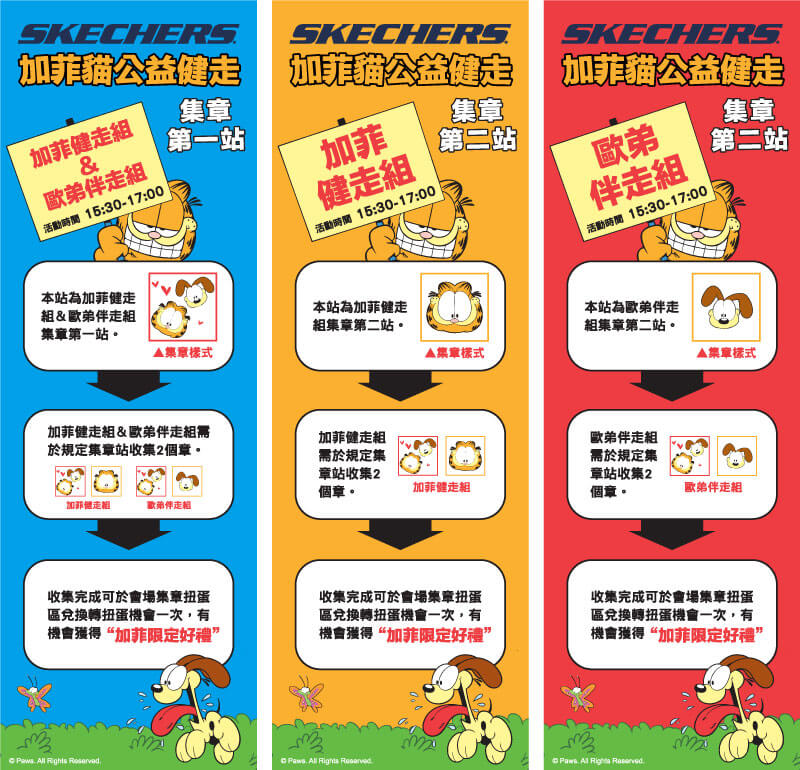 SKECHERS
加菲貓公益健走
集章
第一站
加菲健走組
&
歐弟伴走組
活動時間 15:30-17:00
本站為加菲健走
組&歐弟伴走組
集章第一站。
▲集章樣式
加菲健走組&歐弟伴走組需
於規定集章站收集2個章。
加菲健走組 歐弟伴走組
收集完成可於會場集章扭蛋
區兌換轉扭蛋機會一次,有
機會獲得“加菲限定好禮”
© Paws. All Rights Reserved.
SKECHERS
加菲貓公益健走
集章
第二站
加菲
健走組
活動時間 15:30-17:00
本站為加菲健走
組集章第二站。
▲集章樣式
加菲健走組
需於規定集
章站收集2
個章。
加菲健走組
收集完成可於會場集章扭蛋
區兌換轉扭蛋機會一次,有
機會獲得“加菲限定好禮”
© Paws. All Rights Reserved.
SKECHERS
加菲貓公益健走
集章
第二站
歐弟
伴走組
活動時間 15:30-17:00
本站為歐弟伴走
組集章第二站。
▲集章樣式
歐弟伴走組
需於規定集
章站收集2
個章。
歐弟伴走組
收集完成可於會場集章扭蛋
區兌換轉扭蛋機會一次,有
機會獲得“加菲限定好禮”
© Paws. All Rights Reserved.